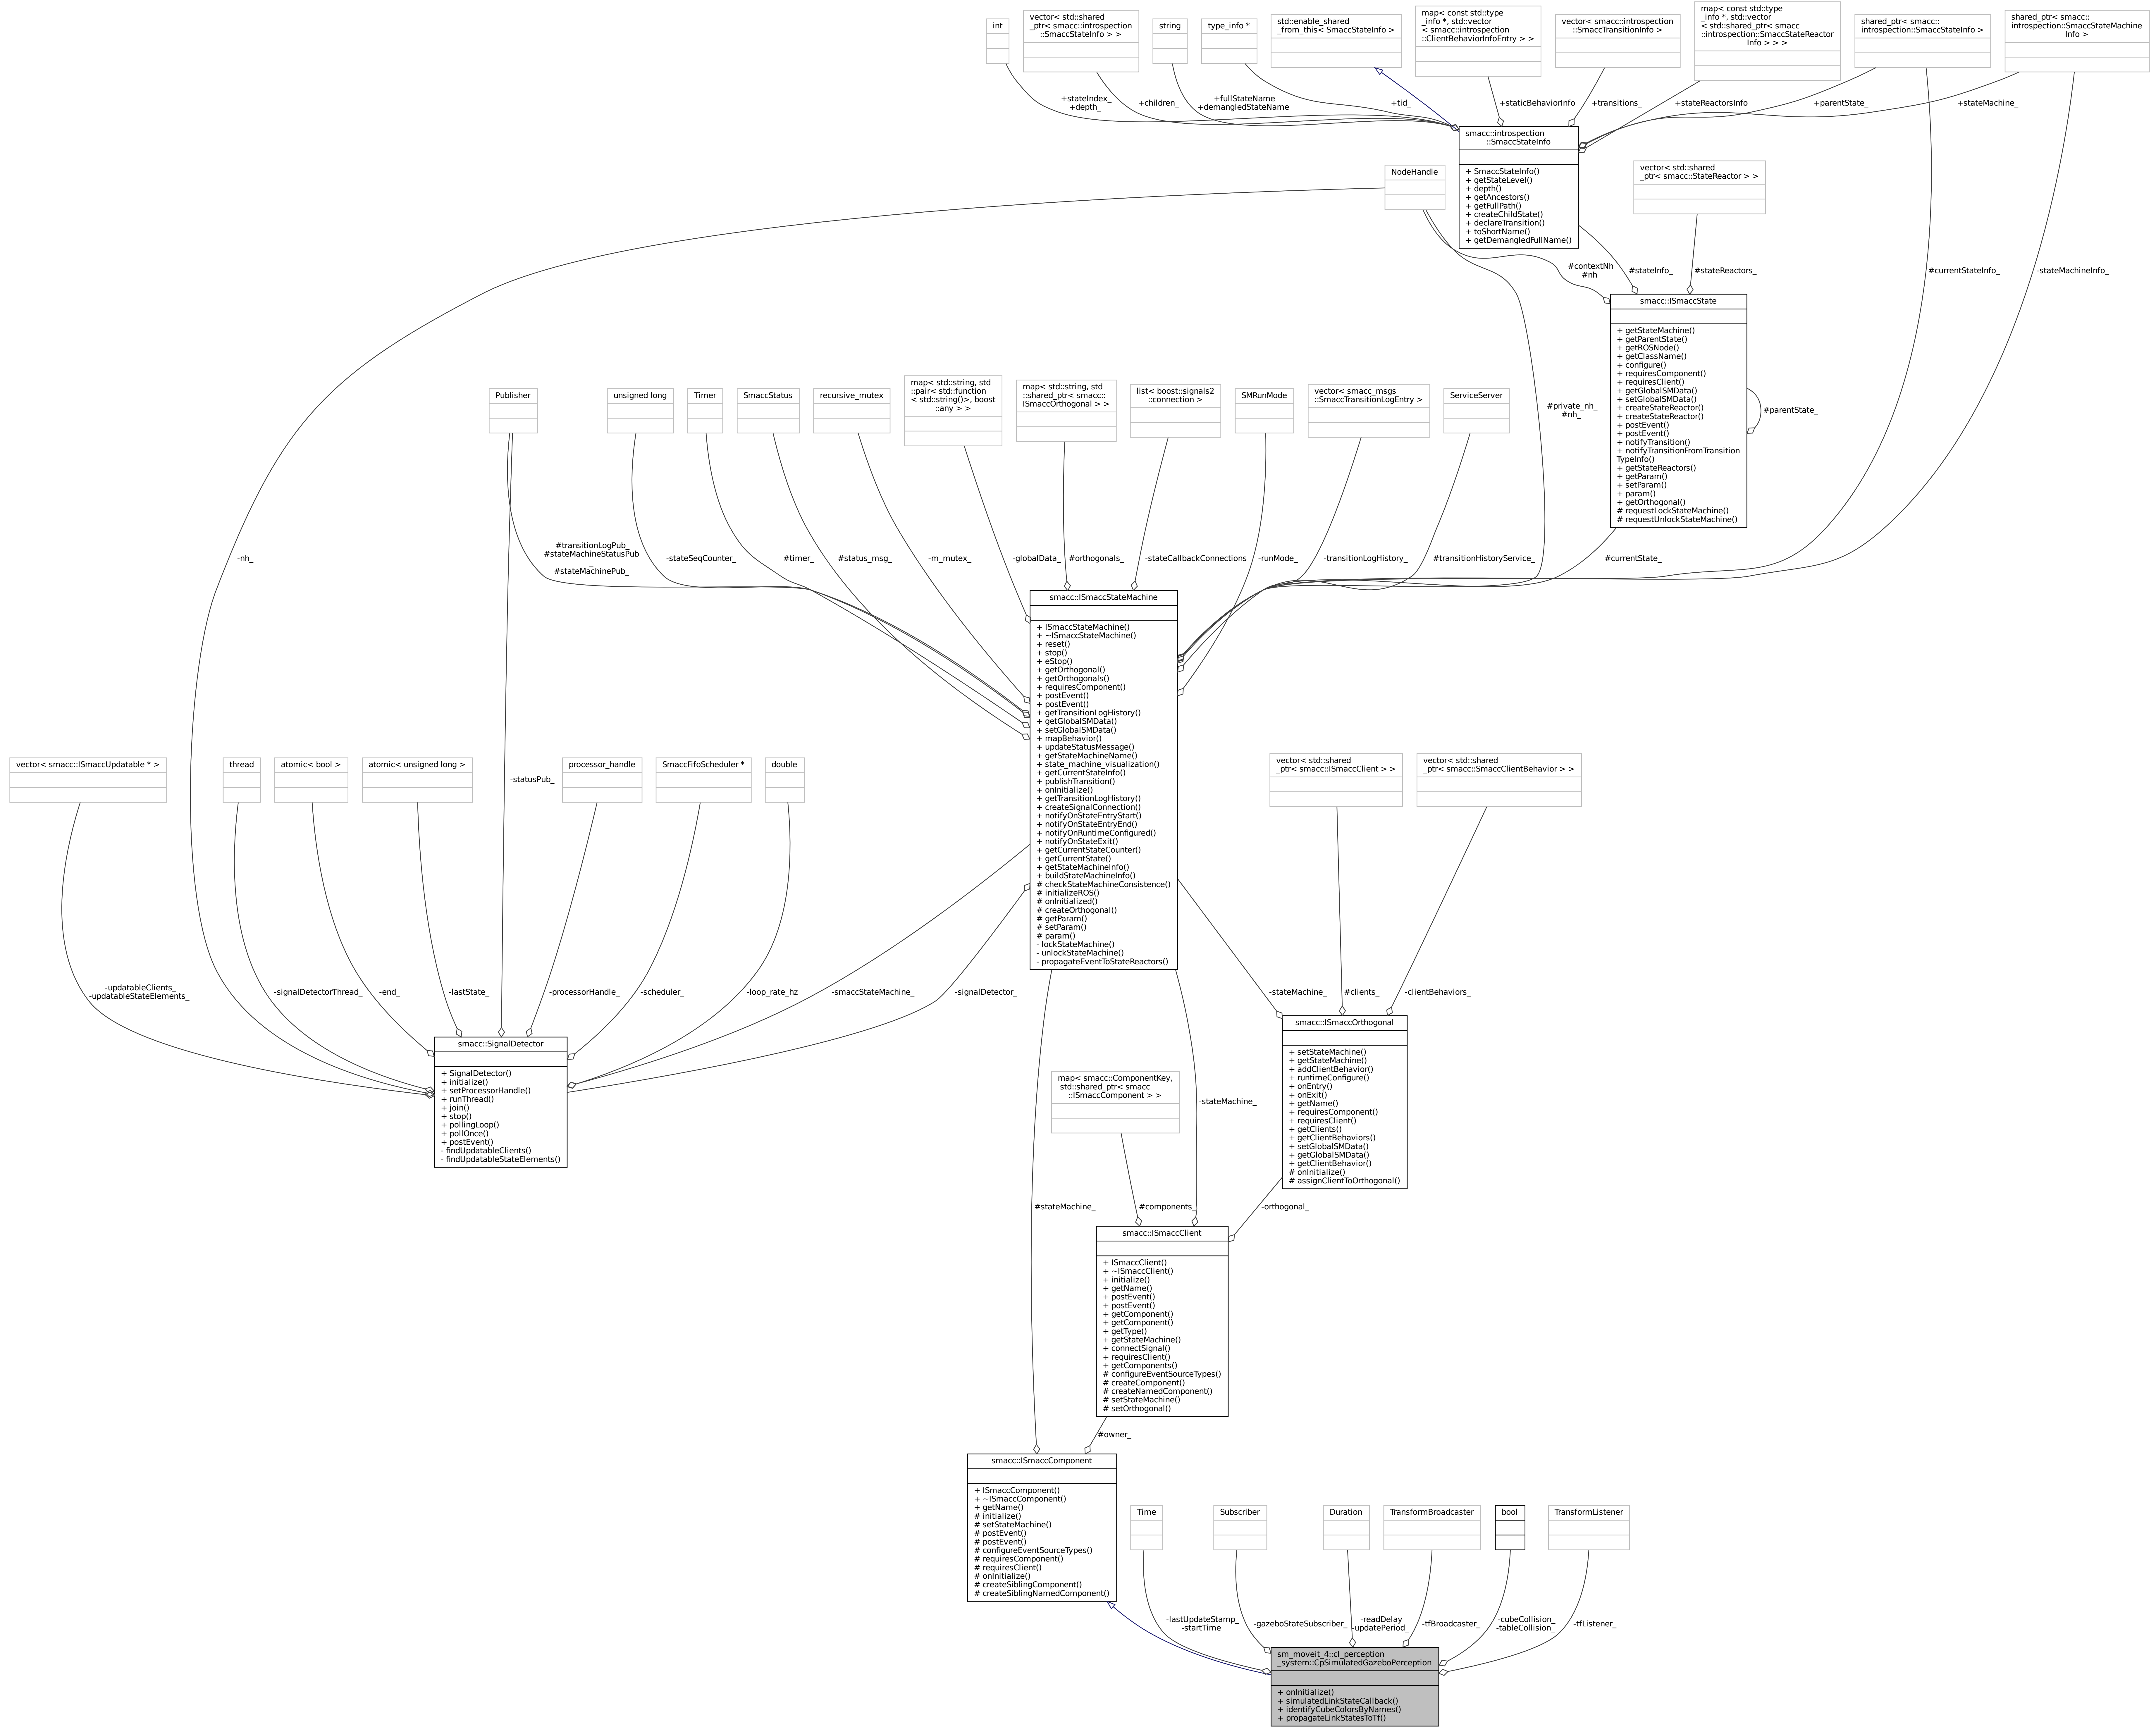 int
vector< std::shared
_ptr< smacc::introspection
::SmaccStateInfo > >
string
type_info *
std::enable_shared
_from_this< SmaccStateInfo >
map< const std::type
_info *, std::vector
< smacc::introspection
::ClientBehaviorInfoEntry > >
vector< smacc::introspection
::SmaccTransitionInfo >
map< const std::type
_info *, std::vector
< std::shared_ptr< smacc
::introspection::SmaccStateReactor
Info > > >
shared_ptr< smacc::
introspection::SmaccStateInfo >
shared_ptr< smacc::
introspection::SmaccStateMachine
Info >
+stateIndex_
+depth_
+children_
+fullStateName
+demangledStateName
+tid_
+staticBehaviorInfo
+transitions_
+stateReactorsInfo
+parentState_
+stateMachine_
smacc::introspection
::SmaccStateInfo
+ SmaccStateInfo()
+ getStateLevel()
+ depth()
+ getAncestors()
+ getFullPath()
+ createChildState()
+ declareTransition()
+ toShortName()
+ getDemangledFullName()
NodeHandle
vector< std::shared
_ptr< smacc::StateReactor > >
#contextNh
#nh
#stateInfo_
#stateReactors_
#currentStateInfo_
-stateMachineInfo_
smacc::ISmaccState
+ getStateMachine()
+ getParentState()
+ getROSNode()
+ getClassName()
+ configure()
+ requiresComponent()
+ requiresClient()
+ getGlobalSMData()
+ setGlobalSMData()
+ createStateReactor()
+ createStateReactor()
+ postEvent()
+ postEvent()
+ notifyTransition()
+ notifyTransitionFromTransition
TypeInfo()
+ getStateReactors()
+ getParam()
+ setParam()
+ param()
+ getOrthogonal()
# requestLockStateMachine()
# requestUnlockStateMachine()
#parentState_
Publisher
unsigned long
Timer
SmaccStatus
recursive_mutex
map< std::string, std
::pair< std::function
< std::string()>, boost
::any > >
map< std::string, std
::shared_ptr< smacc::
ISmaccOrthogonal > >
list< boost::signals2
::connection >
SMRunMode
vector< smacc_msgs
::SmaccTransitionLogEntry >
ServiceServer
#private_nh_
#nh_
-nh_
#transitionLogPub_
#stateMachineStatusPub
_
#stateMachinePub_
-stateSeqCounter_
#timer_
#status_msg_
-m_mutex_
-globalData_
#orthogonals_
-stateCallbackConnections
-runMode_
-transitionLogHistory_
#transitionHistoryService_
#currentState_
smacc::ISmaccStateMachine
+ ISmaccStateMachine()
+ ~ISmaccStateMachine()
+ reset()
+ stop()
+ eStop()
+ getOrthogonal()
+ getOrthogonals()
+ requiresComponent()
+ postEvent()
+ postEvent()
+ getTransitionLogHistory()
+ getGlobalSMData()
+ setGlobalSMData()
+ mapBehavior()
+ updateStatusMessage()
+ getStateMachineName()
+ state_machine_visualization()
+ getCurrentStateInfo()
+ publishTransition()
+ onInitialize()
+ getTransitionLogHistory()
+ createSignalConnection()
+ notifyOnStateEntryStart()
+ notifyOnStateEntryEnd()
+ notifyOnRuntimeConfigured()
+ notifyOnStateExit()
+ getCurrentStateCounter()
+ getCurrentState()
+ getStateMachineInfo()
+ buildStateMachineInfo()
# checkStateMachineConsistence()
# initializeROS()
# onInitialized()
# createOrthogonal()
# getParam()
# setParam()
# param()
- lockStateMachine()
- unlockStateMachine()
- propagateEventToStateReactors()
vector< smacc::ISmaccUpdatable * >
thread
atomic< bool >
atomic< unsigned long >
-statusPub_
processor_handle
SmaccFifoScheduler *
double
vector< std::shared
_ptr< smacc::ISmaccClient > >
vector< std::shared
_ptr< smacc::SmaccClientBehavior > >
-updatableClients_
-updatableStateElements_
-signalDetectorThread_
-end_
-lastState_
-processorHandle_
-scheduler_
-loop_rate_hz
-smaccStateMachine_
-signalDetector_
-stateMachine_
#clients_
-clientBehaviors_
smacc::SignalDetector
+ SignalDetector()
+ initialize()
+ setProcessorHandle()
+ runThread()
+ join()
+ stop()
+ pollingLoop()
+ pollOnce()
+ postEvent()
- findUpdatableClients()
- findUpdatableStateElements()
smacc::ISmaccOrthogonal
+ setStateMachine()
+ getStateMachine()
+ addClientBehavior()
+ runtimeConfigure()
+ onEntry()
+ onExit()
+ getName()
+ requiresComponent()
+ requiresClient()
+ getClients()
+ getClientBehaviors()
+ setGlobalSMData()
+ getGlobalSMData()
+ getClientBehavior()
# onInitialize()
# assignClientToOrthogonal()
map< smacc::ComponentKey,
std::shared_ptr< smacc
::ISmaccComponent > >
-stateMachine_
#stateMachine_
#components_
-orthogonal_
smacc::ISmaccClient
+ ISmaccClient()
+ ~ISmaccClient()
+ initialize()
+ getName()
+ postEvent()
+ postEvent()
+ getComponent()
+ getComponent()
+ getType()
+ getStateMachine()
+ connectSignal()
+ requiresClient()
+ getComponents()
# configureEventSourceTypes()
# createComponent()
# createNamedComponent()
# setStateMachine()
# setOrthogonal()
#owner_
smacc::ISmaccComponent
+ ISmaccComponent()
+ ~ISmaccComponent()
+ getName()
# initialize()
# setStateMachine()
# postEvent()
# postEvent()
# configureEventSourceTypes()
# requiresComponent()
# requiresClient()
# onInitialize()
# createSiblingComponent()
# createSiblingNamedComponent()
Time
Subscriber
Duration
TransformBroadcaster
bool
TransformListener
-lastUpdateStamp_
-startTime
-gazeboStateSubscriber_
-readDelay
-updatePeriod_
-tfBroadcaster_
-cubeCollision_
-tableCollision_
-tfListener_
sm_moveit_4::cl_perception
_system::CpSimulatedGazeboPerception
+ onInitialize()
+ simulatedLinkStateCallback()
+ identifyCubeColorsByNames()
+ propagateLinkStatesToTf()